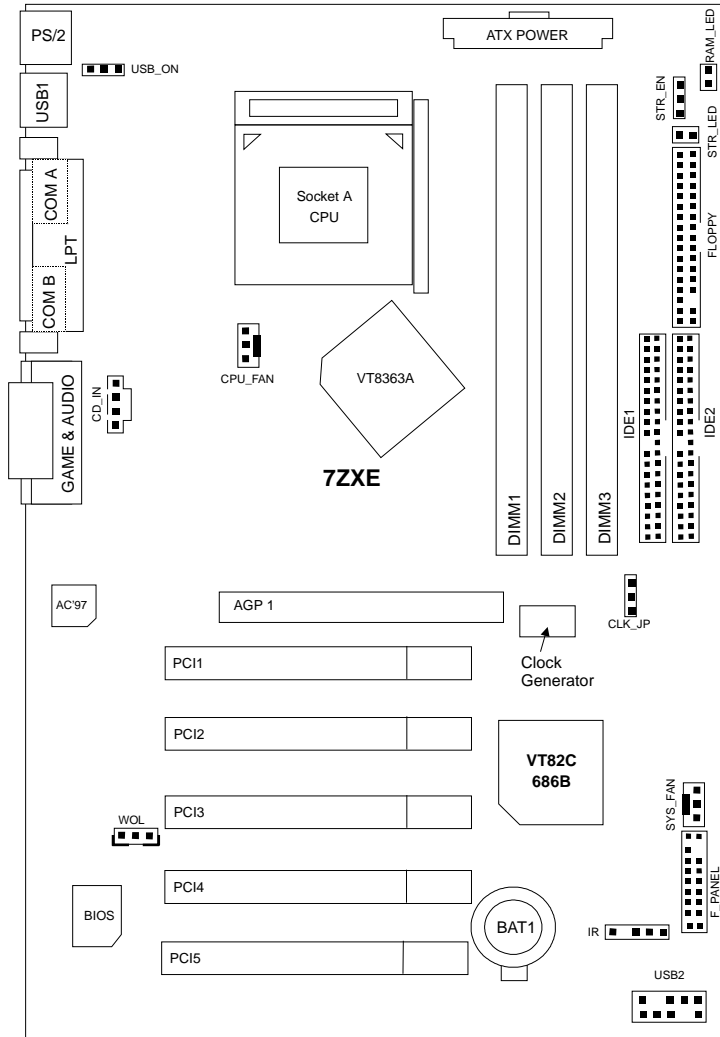 PS/2
USB_ON
ATX POWER
RAM_LED
USB1
STR_EN
STR_LED
COM A
LPT
COM B
Socket A
CPU
FLOPPY
CPU_FAN
VT8363A
CD_IN
GAME & AUDIO
IDE1
IDE2
7ZXE
DIMM1
DIMM2
DIMM3
AC'97
AGP 1
CLK_JP
Clock
Generator
PCI1
PCI2
VT82C
686B
PCI3
SYS_FAN
WOL
PCI4
F_PANEL
BIOS
BAT1
IR
PCI5
USB2